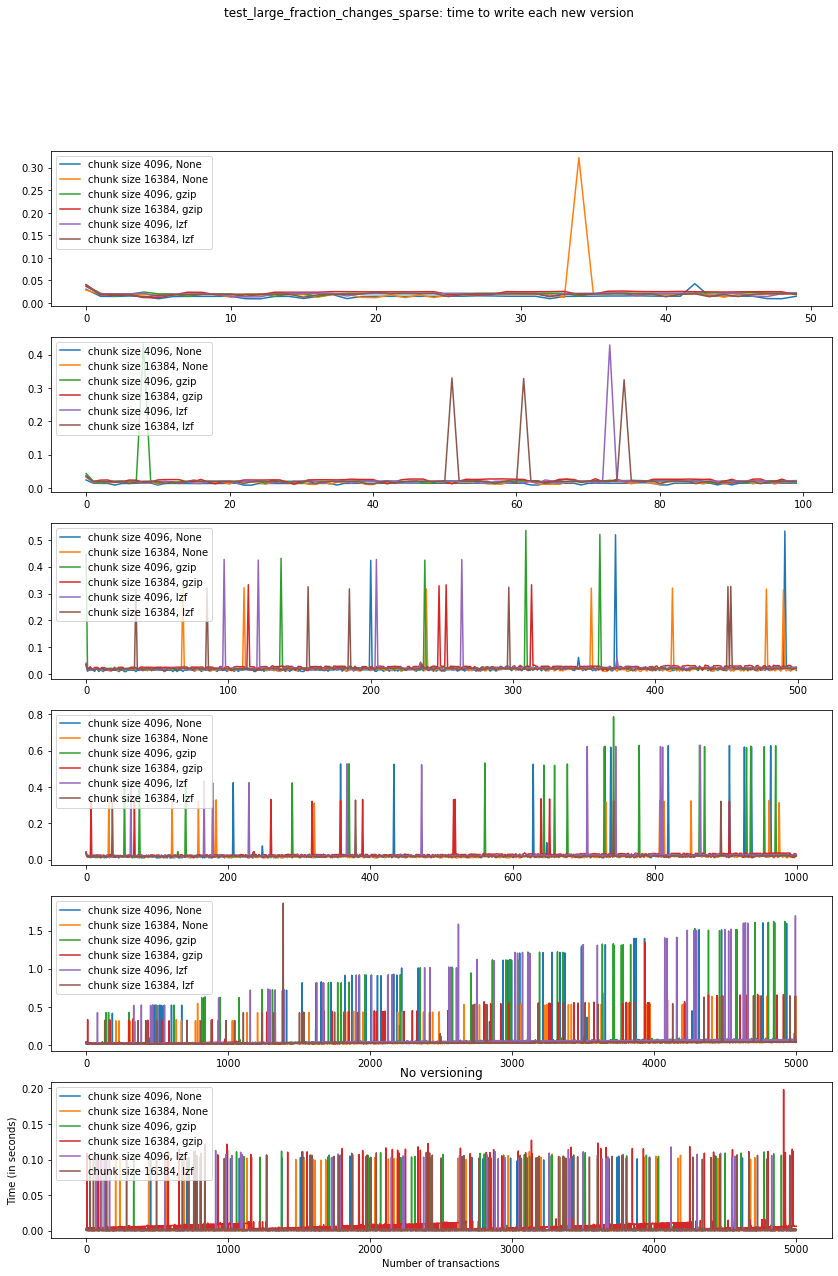 test_large_fraction_changes_sparse: time to write each new version
0.30
0.25
0.20
0.15
0.10
0.05
0.00
chunk size 4096, None
chunk size 16384, None
chunk size 4096, gzip
chunk size 16384, gzip
chunk size 4096, lzf
chunk size 16384, lzf
0 10 20 30 40 50
0.4
0.3
0.2
0.1
0.0
chunk size 4096, None
chunk size 16384, None
chunk size 4096, gzip
chunk size 16384, gzip
chunk size 4096, lzf
chunk size 16384, lzf
0 20 40 60 80 100
0.5
0.4
0.3
0.2
0.1
0.0
chunk size 4096, None
chunk size 16384, None
chunk size 4096, gzip
chunk size 16384, gzip
chunk size 4096, lzf
chunk size 16384, lzf
0 100 200 300 400 500
0.8
0.6
0.4
0.2
0.0
chunk size 4096, None
chunk size 16384, None
chunk size 4096, gzip
chunk size 16384, gzip
chunk size 4096, lzf
chunk size 16384, lzf
0 200 400 600 800 1000
1.5
1.0
0.5
0.0
chunk size 4096, None
chunk size 16384, None
chunk size 4096, gzip
chunk size 16384, gzip
chunk size 4096, lzf
chunk size 16384, lzf
0 1000 2000 3000 4000 5000
No versioning
Time (in seconds)
0.20
0.15
0.10
0.05
0.00
chunk size 4096, None
chunk size 16384, None
chunk size 4096, gzip
chunk size 16384, gzip
chunk size 4096, lzf
chunk size 16384, lzf
0 1000 2000 3000 4000 5000
Number of transactions